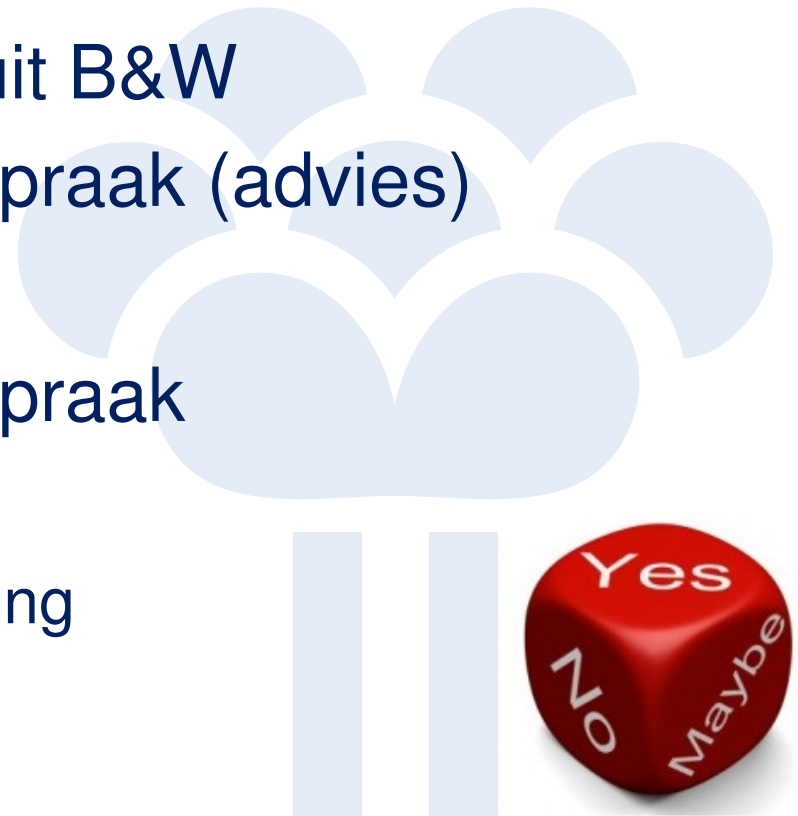 uit B&W
praak (advies)
praak
ng
Yes
No
Maybe